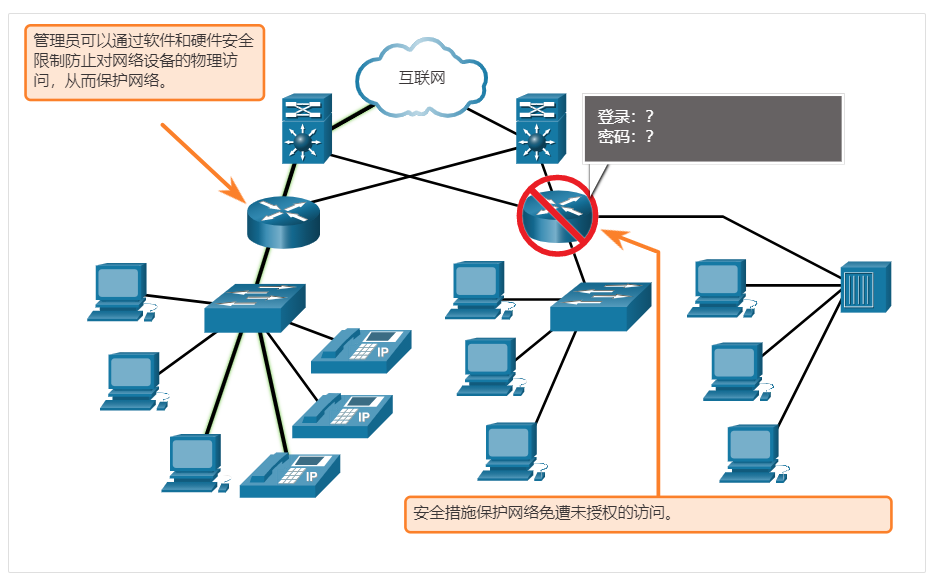 管理员可以通过软件和硬件安全
限制防止对网络设备的物理访
问，从而保护网络。
互联网
登录：?
密码：?
IP
IP
IP
安全措施保护网络免遭未授权的访问。